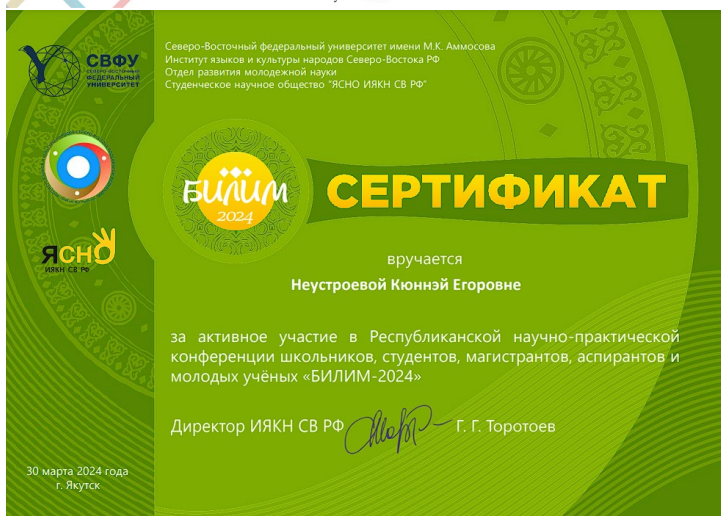 СВФУ
СЕВЕРО-ВОСТОЧНЫЙ
ФЕДЕРАЛЬНЫЙ
УНИВЕРСИТЕТ
Северо-Восточный федеральный университет имени М.К. Аммосова
Институт языков и культуры народов Северо-Востока РФ
Отдел развития молодежной науки
Студенческое научное общество "ЯСНО ИЯКН СВ РФ"
БИЛИМ
2024
СЕРТИФИКАТ
ЯСНО
ИЯКН СВ РФ
вручается
Неустроевой Кюннэй Егоровне
за активное участие в Республиканской научно-практической
конференции школьников, студентов, магистрантов, аспирантов и
молодых учёных «БИЛИМ-2024»
Директор ИЯКН СВ РФ Г. Г. Торотоев
30 марта 2024 года
г. Якутск